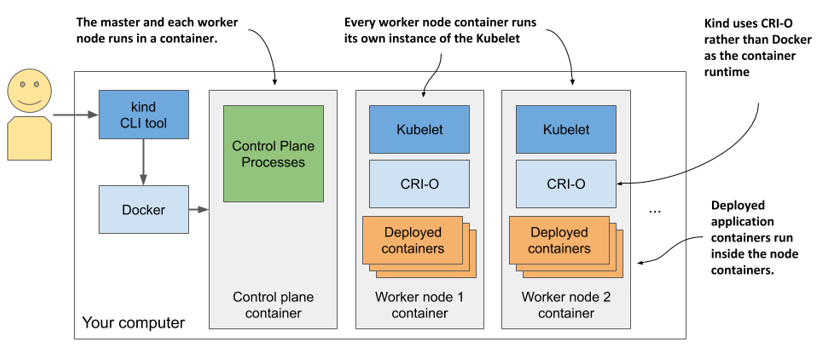 The master and each worker
node runs in a container.
Every worker node container runs
its own instance of the Kubelet
Kind uses CRI-O
rather than Docker
as the container
runtime
kind
CLI tool
Docker
Control Plane
Processes
Control plane
container
Kubelet
CRI-O
Deployed
containers
Worker node 1
container
Kubelet
CRI-O
Deployed
containers
Worker node 2
container
...
Deployed
application
containers run
inside the node
containers.
Your computer